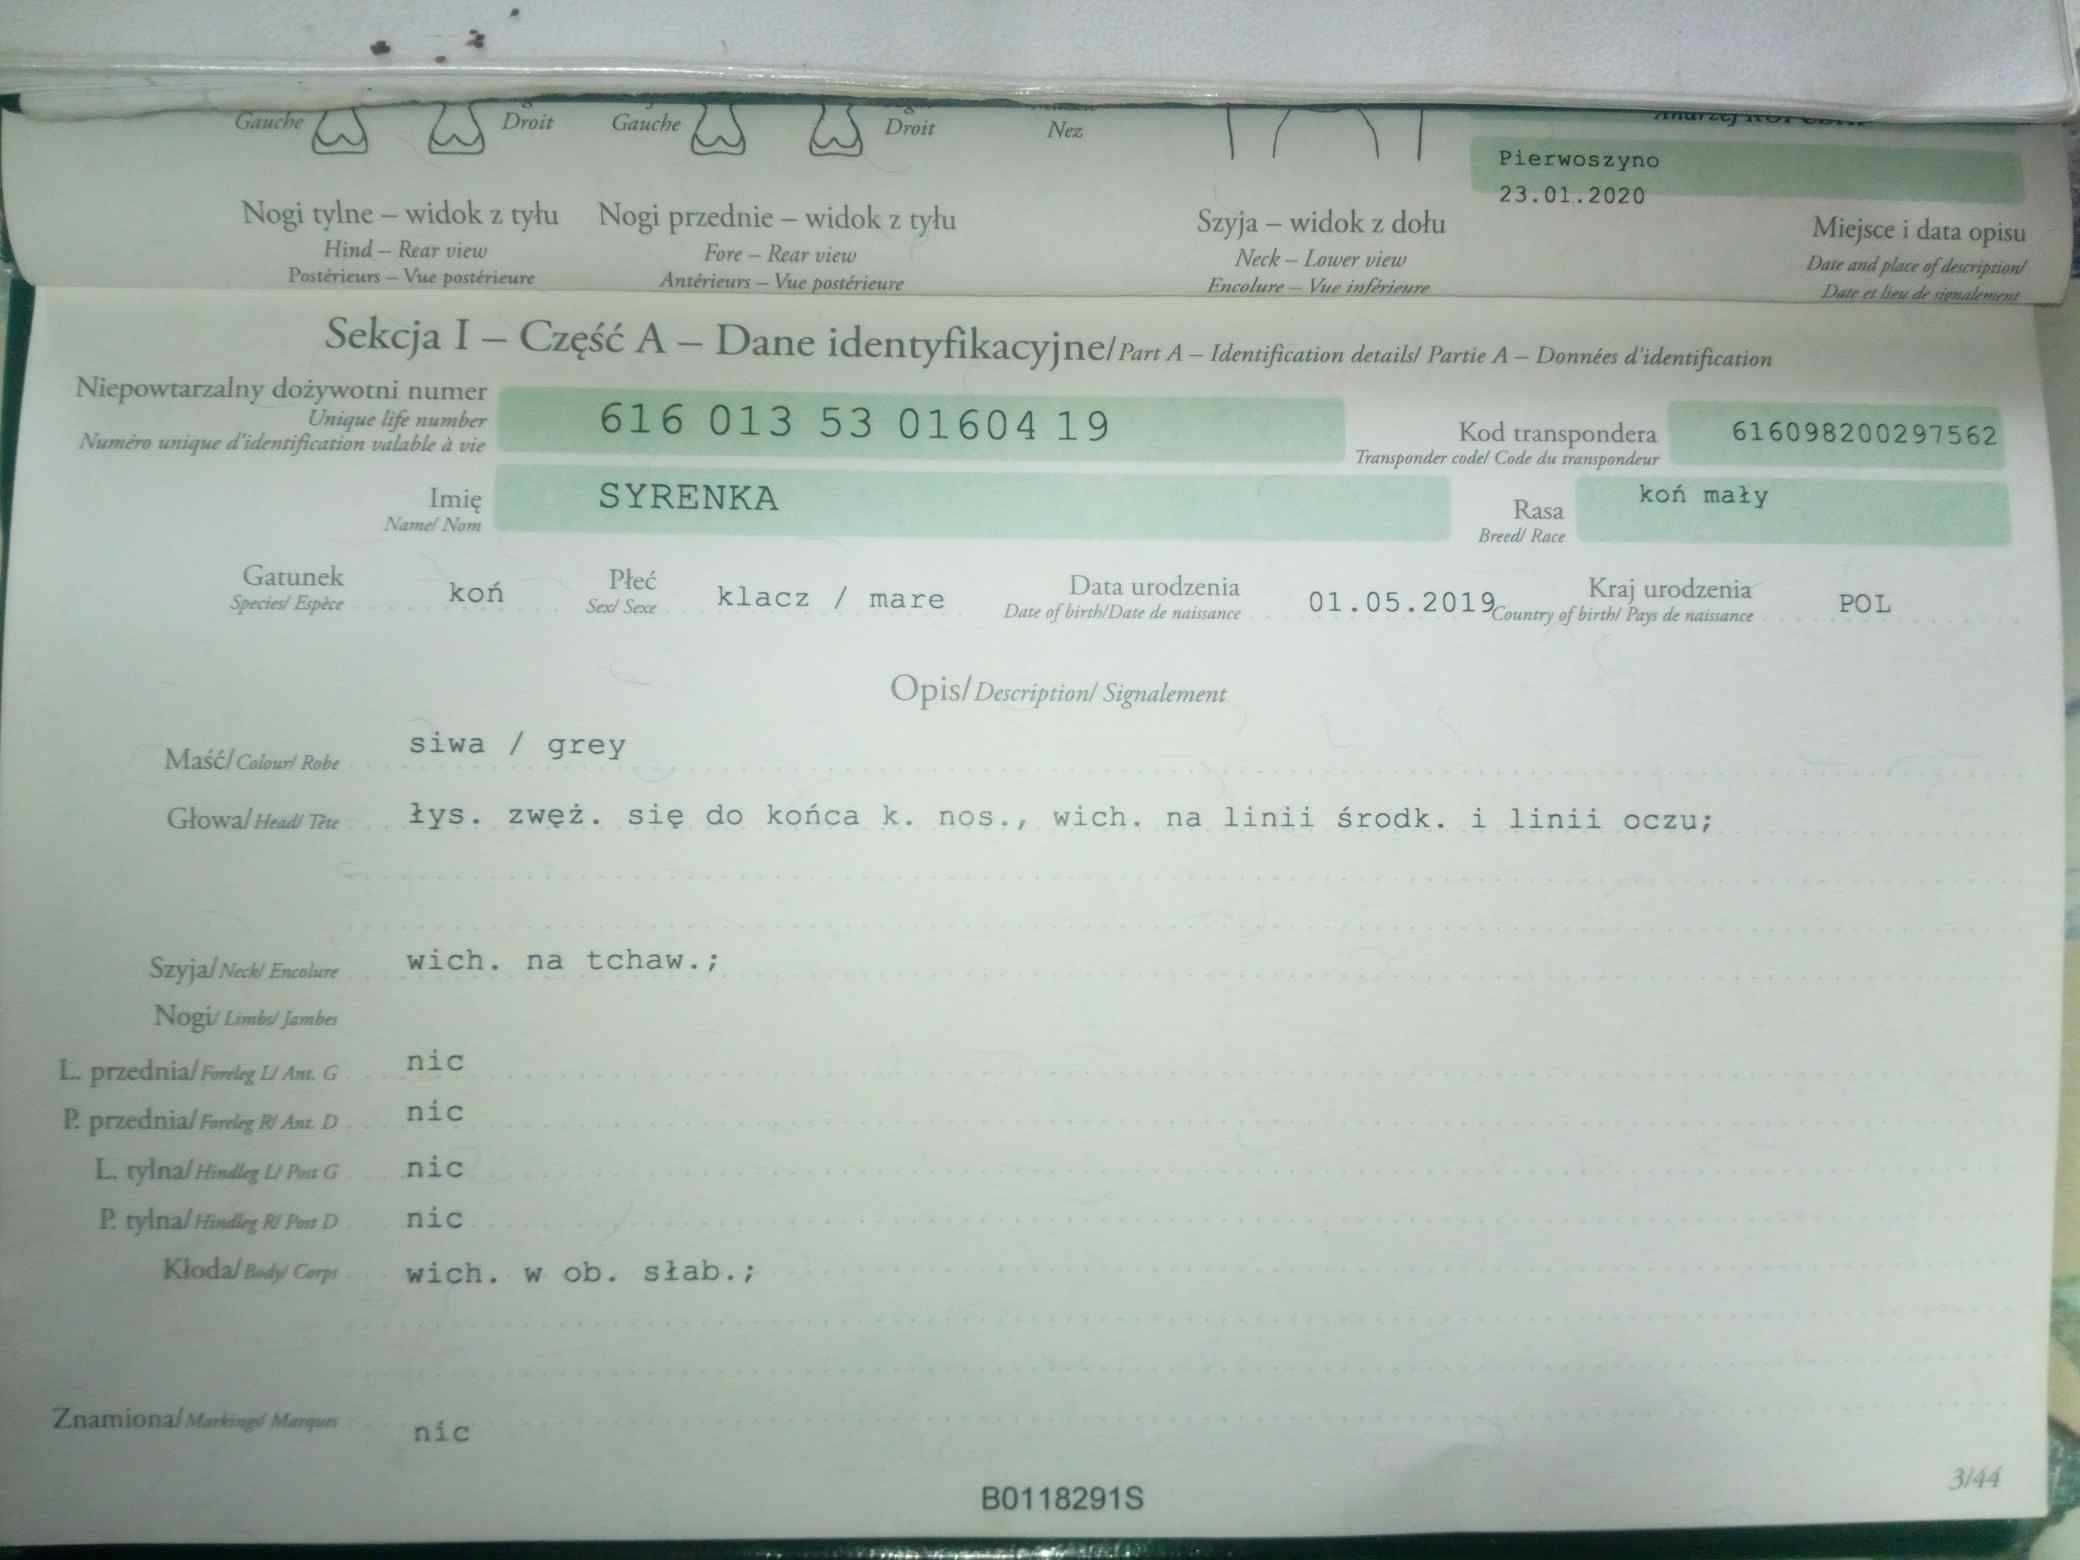 Gauche Droit Gauche Droit Nez
Pierwoszyno
23.01.2020
Nogi tylne – widok z tyłu
Hind – Rear view
Postérieurs – Vue postérieure
Nogi przednie – widok z tyłu
Fore – Rear view
Antérieurs – Vue postérieure
Szyja – widok z dołu
Neck – Lower view
Encolure – Vue inférieure
Miejsce i data opisu
Date and place of description/
Date et lieu de signalement
Sekcja I – Część A – Dane identyfikacyjne/ Part A – Identification details/ Partie A – Données d'identification
Niepowtarzalny dożywotni numer
Unique life number
Numéro unique d'identification valable à vie
616 013 53 01604 19
Kod transpondera
Transponder code/ Code du transpondeur
616098200297562
Imię
Name/ Nom
SYRENKA
Rasa
Breed/ Race
koń mały
Gatunek
Species/ Espèce
koń
Płeć
Sex/ Sexe
klacz / mare
Data urodzenia
Date of birth/Date de naissance
01.05.2019
Kraj urodzenia
Country of birth/ Pays de naissance
POL
Opis/ Description/ Signalement
Maść/ Colour/ Robe siwa / grey
Głowa/ Head/ Tête łys. zwęż. się do końca k. nos., wich. na linii środk. i linii oczu;
Szyja/ Neck/ Encolure wich. na tchaw.;
Nogi/ Limbs/ Jambes
L. przednia/ Foreleg L/ Ant. G nic
P. przednia/ Foreleg R/ Ant. D nic
L. tylna/ Hindleg L/ Post G nic
P. tylna/ Hindleg R/ Post D nic
Kłoda/ Body/ Corps wich. w ob. słab.;
Znamiona/ Markings/ Marques nic
3/44
B0118291S